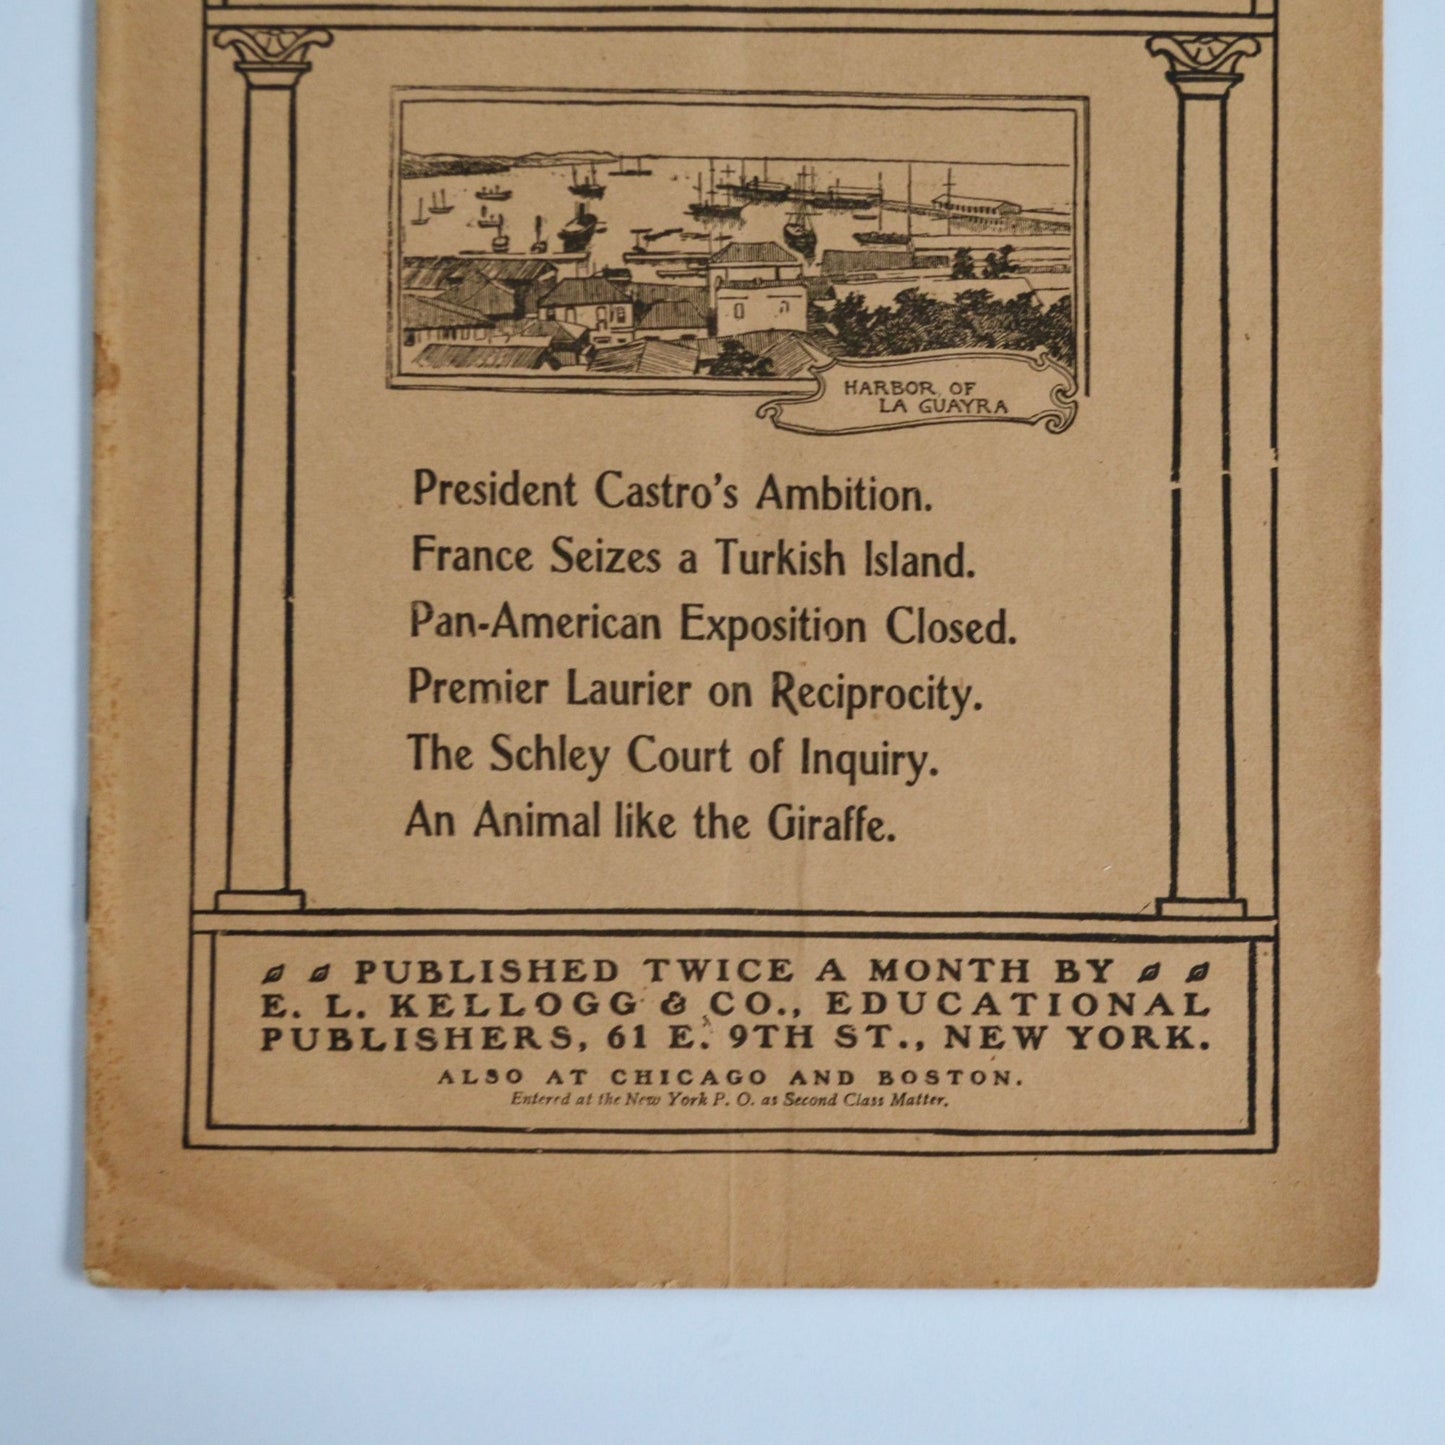 HARBOR OF
LA GUAYRA
President Castro's Ambition.
France Seizes a Turkish Island.
Pan-American Exposition Closed.
Premier Laurier on Reciprocity.
The Schley Court of Inquiry.
An Animal like the Giraffe.
PUBLISHED TWICE A MONTH BY
E. L. KELLOGG & CO., EDUCATIONAL
PUBLISHERS, 61 E. 9TH ST., NEW YORK.
ALSO AT CHICAGO AND BOSTON.
Entered at the New York P. O. as Second Class Matter.